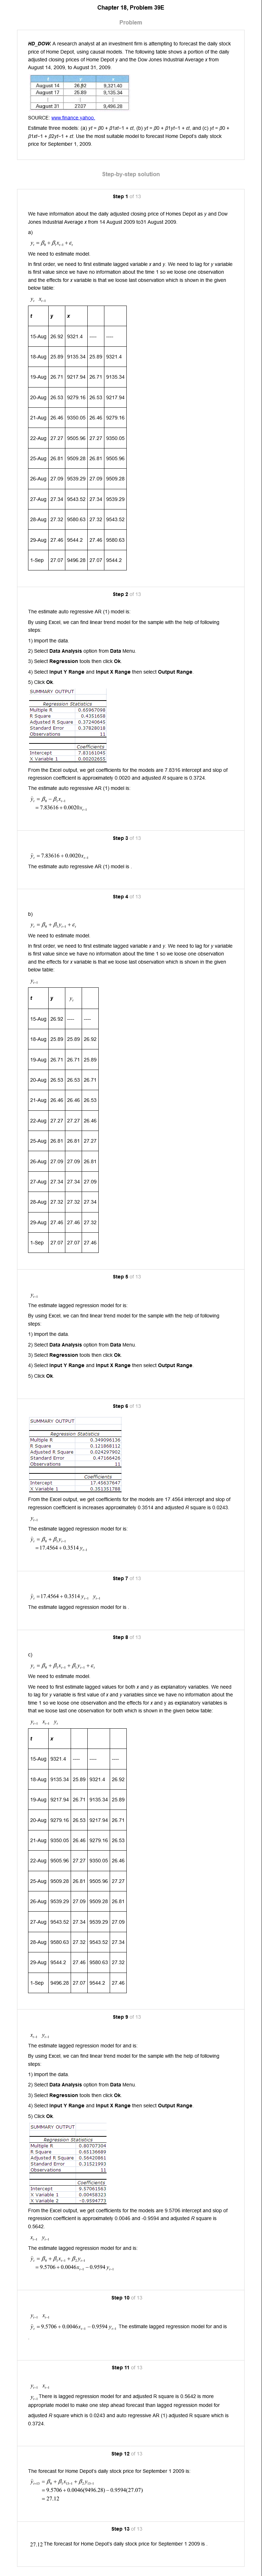 Chapter 18, Problem 39E
Problem
HD_DOW. A research analyst at an investment firm is attempting to forecast the daily stock
price of Home Depot, using causal models. The following table shows a portion of the daily
adjusted closing prices of Home Depot y and the Dow Jones Industrial Average x from
August 14, 2009, to August 31, 2009.
August 14 26.92 9,321.40
August 17 25.89 9,135.34
⋮ ⋮ ⋮
August 31 27.07 9,496.28
SOURCE: www.finance.yahoo.
Estimate three models: (a) yt = β0 + β1xt−1 + εt, (b) yt = β0 + β1yt−1 + εt, and (c) yt = β0 +
β1xt−1 + β2yt−1 + εt. Use the most suitable model to forecast Home Depot's daily stock
price for September 1, 2009.
Step-by-step solution
Step 1 of 13
We have information about the daily adjusted closing price of Homes Depot as y and Dow
Jones Industrial Average x from 14 August 2009 to31 August 2009.
a)
y_t = β_0 + β_1x_{t−1} + ε_t
We need to estimate model.
In first order, we need to first estimate lagged variable x and y. We need to lag for y variable
is first value since we have no information about the time 1 so we loose one observation
and the effects for x variable is that we loose last observation which is shown in the given
below table:
y_t x_{t−1}
t y x
15-Aug 26.92 9321.4 ---- ----
18-Aug 25.89 9135.34 25.89 9321.4
19-Aug 26.71 9217.94 26.71 9135.34
20-Aug 26.53 9279.16 26.53 9217.94
21-Aug 26.46 9350.05 26.46 9279.16
22-Aug 27.27 9505.96 27.27 9350.05
25-Aug 26.81 9509.28 26.81 9505.96
26-Aug 27.09 9539.29 27.09 9509.28
27-Aug 27.34 9543.52 27.34 9539.29
28-Aug 27.32 9580.63 27.32 9543.52
29-Aug 27.46 9544.2 27.46 9580.63
1-Sep 27.07 9496.28 27.07 9544.2
Step 2 of 13
The estimate auto regressive AR (1) model is:
By using Excel, we can find linear trend model for the sample with the help of following
steps:
1) Import the data.
2) Select Data Analysis option from Data Menu.
3) Select Regression tools then click Ok.
4) Select Input Y Range and Input X Range then select Output Range.
5) Click Ok
SUMMARY OUTPUT
Regression Statistics
Multiple R 0.65967098
R Square 0.4351658
Adjusted R Square 0.37240645
Standard Error 0.37828018
Observations 11
Coefficients
Intercept 7.83161045
X Variable 1 0.00202655
From the Excel output, we get coefficients for the models are 7.8316 intercept and slop of
regression coefficient is approximately 0.0020 and adjusted R square is 0.3724.
The estimate auto regressive AR (1) model is:
ŷ_t = β_0 − β_1x_{t−1}
= 7.83616 + 0.0020x_{t−1}
Step 3 of 13
ŷ_t = 7.83616 + 0.0020x_{t−1}
The estimate auto regressive AR (1) model is .
Step 4 of 13
b)
y_t = β_0 + β_1y_{t−1} + ε_t
We need to estimate model.
In first order, we need to first estimate lagged variable x and y. We need to lag for y variable
is first value since we have no information about the time 1 so we loose one observation
and the effects for x variable is that we loose last observation which is shown in the given
below table:
y_{t−1}
t y y_t
15-Aug 26.92 ---- ----
18-Aug 25.89 25.89 26.92
19-Aug 26.71 26.71 25.89
20-Aug 26.53 26.53 26.71
21-Aug 26.46 26.46 26.53
22-Aug 27.27 27.27 26.46
25-Aug 26.81 26.81 27.27
26-Aug 27.09 27.09 26.81
27-Aug 27.34 27.34 27.09
28-Aug 27.32 27.32 27.34
29-Aug 27.46 27.46 27.32
1-Sep 27.07 27.07 27.46
Step 5 of 13
y_{t−1}
The estimate lagged regression model for is:
By using Excel, we can find linear trend model for the sample with the help of following
steps:
1) Import the data.
2) Select Data Analysis option from Data Menu.
3) Select Regression tools then click Ok.
4) Select Input Y Range and Input X Range then select Output Range.
5) Click Ok.
Step 6 of 13
SUMMARY OUTPUT
Regression Statistics
Multiple R 0.349096136
R Square 0.121868112
Adjusted R Square 0.024297902
Standard Error 0.47166426
Observations 11
Coefficients
Intercept 17.45637647
X Variable 1 0.351351788
From the Excel output, we get coefficients for the models are 17.4564 intercept and slop of
regression coefficient is increases approximately 0.3514 and adjusted R square is 0.0243.
y_{t−1}
The estimate lagged regression model for is:
ŷ_t = β_0 + β_1y_{t−1}
= 17.4564 + 0.3514 y_{t−1}
Step 7 of 13
ŷ_t = 17.4564 + 0.3514 y_{t−1} y_{t−1}
The estimate lagged regression model for is .
Step 8 of 13
c)
y_t = β_0 + β_1x_{t−1} + β_2y_{t−1} + ε_t
We need to estimate model.
We need to first estimate lagged values for both x and y as explanatory variables. We need
to lag for y variable is first value of x and y variables since we have no information about the
time 1 so we loose one observation and the effects for x and y as explanatory variable is
that we loose last one observation for both which is shown in the given below table:
y_{t−1} x_{t−1} y_t
t x
15-Aug 9321.4 ---- ---- ----
18-Aug 9135.34 25.89 9321.4 26.92
19-Aug 9217.94 26.71 9135.34 25.89
20-Aug 9279.16 26.53 9217.94 26.71
21-Aug 9350.05 26.46 9279.16 26.53
22-Aug 9505.96 27.27 9350.05 26.46
25-Aug 9509.28 26.81 9505.96 27.27
26-Aug 9539.29 27.09 9509.28 26.81
27-Aug 9543.52 27.34 9539.29 27.09
28-Aug 9580.63 27.32 9543.52 27.34
29-Aug 9544.2 27.46 9580.63 27.32
1-Sep 9496.28 27.07 9544.2 27.46
Step 9 of 13
x_{t−1} y_{t−1}
The estimate lagged regression model for and is:
By using Excel, we can find linear trend model for the sample with the help of following
steps:
1) Import the data.
2) Select Data Analysis option from Data Menu.
3) Select Regression tools then click Ok.
4) Select Input Y Range and Input X Range then select Output Range.
5) Click Ok
SUMMARY OUTPUT
Regression Statistics
Multiple R 0.80707304
R Square 0.65136689
Adjusted R Square 0.56420861
Standard Error 0.31521993
Observations 11
Coefficients
Intercept 9.57061563
X Variable 1 0.00458323
X Variable 2 -0.9594773
From the Excel output, we get coefficients for the models are 9.5706 intercept and slop of
regression coefficient is approximately 0.0046 and -0.9594 and adjusted R square is
0.5642.
x_{t−1} y_{t−1}
The estimate lagged regression model for and is:
ŷ_t = β_0 + β_1x_{t−1} + β_2y_{t−1}
= 9.5706 + 0.0046x_{t−1} − 0.9594 y_{t−1}
Step 10 of 13
y_{t−1} x_{t−1}
ŷ_t = 9.5706 + 0.0046x_{t−1} − 0.9594 y_{t−1} The estimate lagged regression model for and is
.
Step 11 of 13
y_{t−1} x_{t−1}
y_{t−1} There is lagged regression model for and adjusted R square is 0.5642 is more
appropriate model to make one step ahead forecast than lagged regression model for
adjusted R square which is 0.0243 and auto regressive AR (1) adjusted R square which is
0.3724.
Step 12 of 13
The forecast for Home Depot's daily stock price for September 1 2009 is:
= 9.5706 + 0.0046(9496.28) − 0.9594(27.07)
= 27.12
Step 13 of 13
27.12 The forecast for Home Depot's daily stock price for September 1 2009 is .